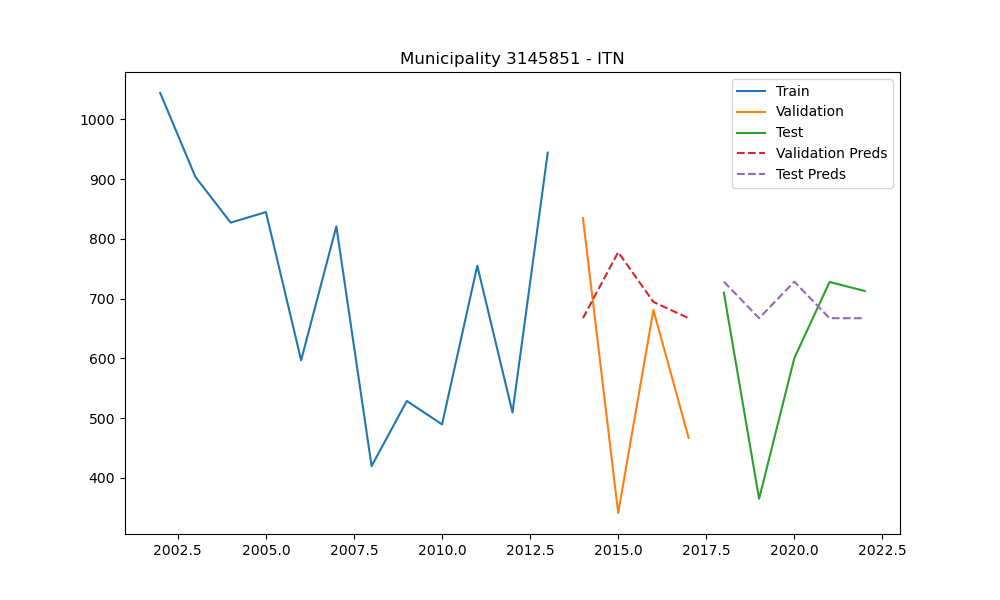 Municipality 3145851 - ITN
Train
Validation
Test
Validation Preds
Test Preds
1000
900
800
700
600
500
400
2002.5 2005.0 2007.5 2010.0 2012.5 2015.0 2017.5 2020.0 2022.5